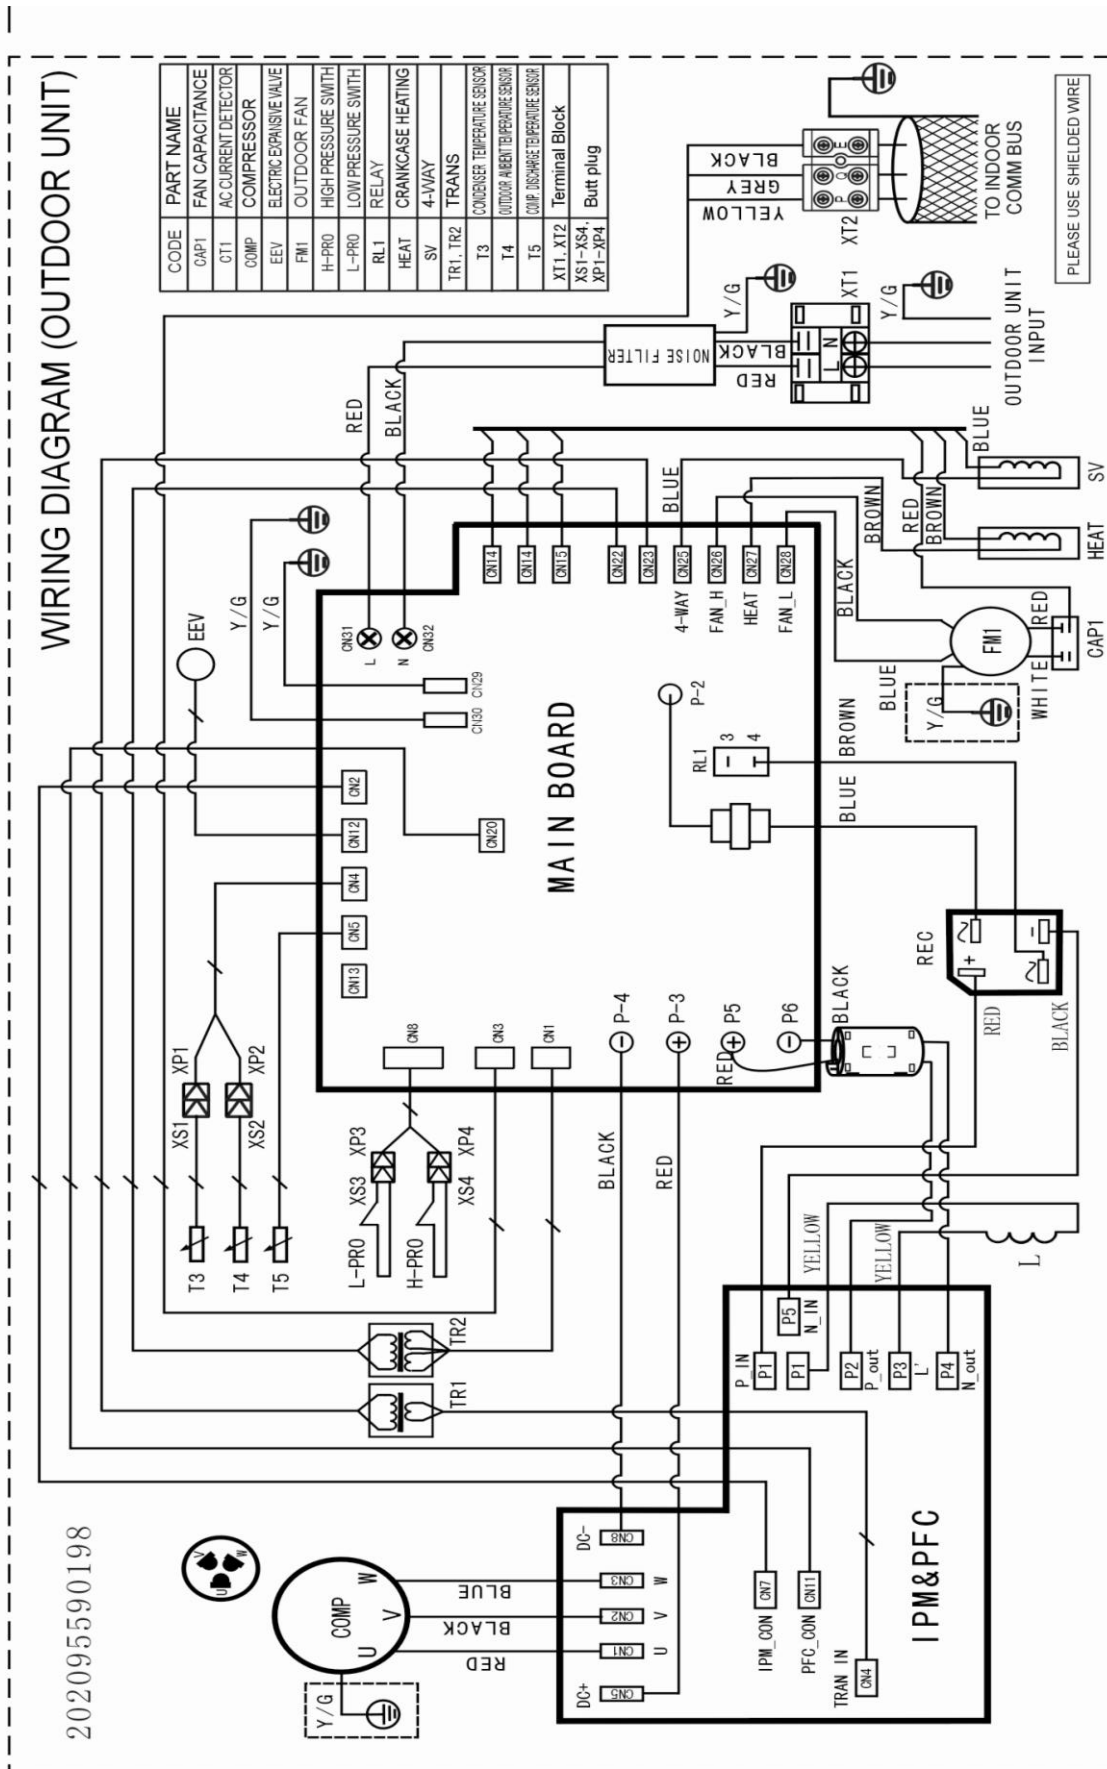 WIRING DIAGRAM (OUTDOOR UNIT)
202095590198
CODE PART NAME
CAP1 FAN CAPACITANCE
CT1 AC CURRENT DETECTOR
COMP COMPRESSOR
EEV ELECTRIC EXPANSIVE VALVE
FM1 OUTDOOR FAN
H-PRO HIGH PRESSURE SWITH
L-PRO LOW PRESSURE SWITH
RL1 RELAY
HEAT CRANKCASE HEATING
SV 4-WAY
TR1, TR2 TRANS
T3 CONDENSER TEMPERATURE SENSOR
T4 OUTDOOR AMBIENT TEMPERATURE SENSOR
T5 COMP. DISCHARGE TEMPERATURE SENSOR
XT1, XT2 Terminal Block
XS1-XS4, XP1-XP4 Butt plug
U V W
COMP
U V W
Y/G
RED
BLACK
BLUE
T3
T4
T5
XS1 XP1
XS2 XP2
L-PRO
H-PRO
XS3 XP3
XS4 XP4
TR1
TR2
EEV
Y/G
Y/G
RED
BLACK
MAIN BOARD
CN8
CN3
CN1
CN13
CN5
CN4
CN12
CN2
CN20
CN30
CN29
CN31
L
N
CN32
CN14
CN14
CN15
CN22
CN23
CN25
4-WAY
CN26
FAN_H
CN27
HEAT
CN28
FAN_L
P-4
P-3
P5
P6
P-2
RL1
3
4
RED
BLACK
BLACK
RED
BLUE
BROWN
NOISE FILTER
Y/G
BLACK
RED
L N
XT1
Y/G
OUTDOOR UNIT
INPUT
BLACK
GREY
YELLOW
P Q E
XT2
TO INDOOR
COMM BUS
PLEASE USE SHIELDED WIRE
BLUE
BROWN
RED
BROWN
BLUE
BLACK
BLUE
SV
HEAT
FM1
Y/G
WHITE
RED
CAP1
REC
+
-
RED
BLACK
YELLOW
YELLOW
L
IPM&PFC
DC+
CN5
CN1
U
CN2
V
CN3
W
DC-
CN8
IPM_CON
CN7
PFC_CON
CN11
TRAN IN
CN4
P_IN
P1
P5
N_IN
P1
P2
P_out
P3
L'
P4
N_out